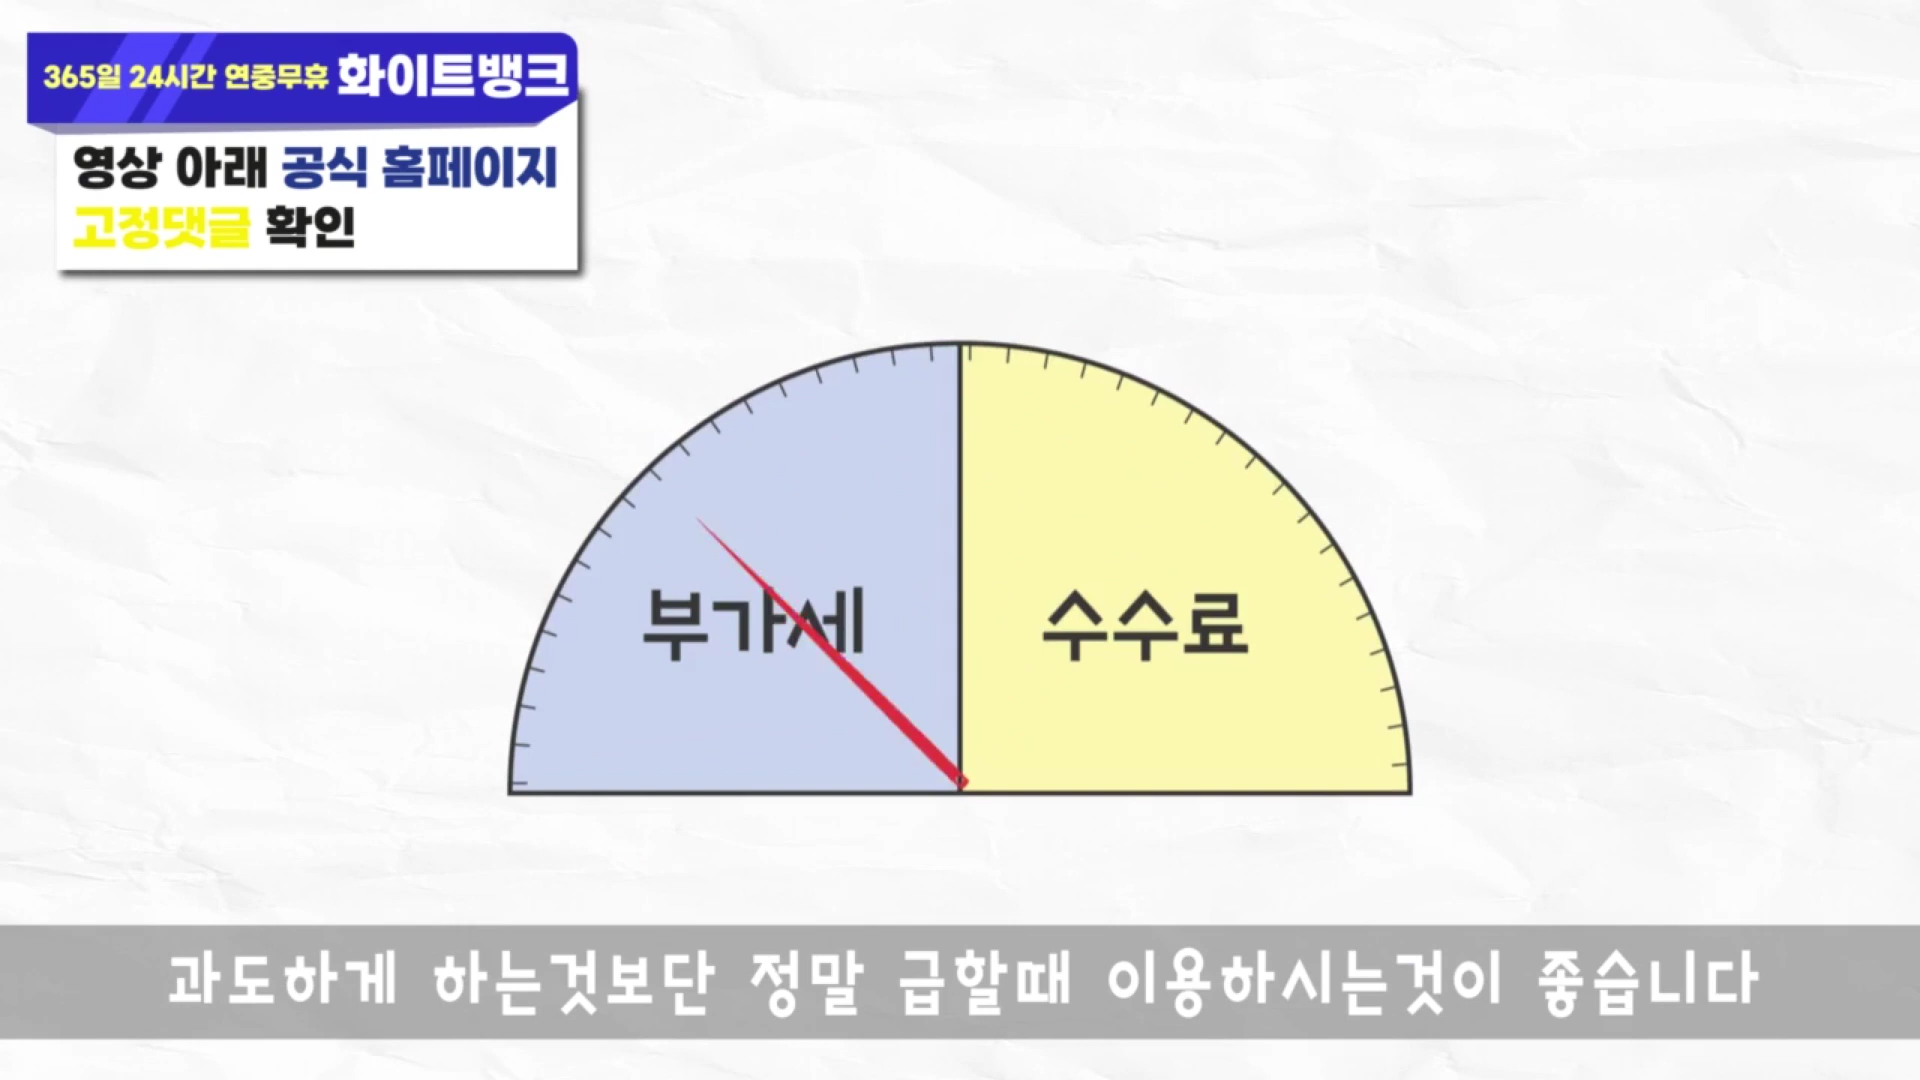 365일 24시간 연중무휴 화이트뱅크
영상 아래 공식 홈페이지
고정댓글 확인
부가세
수수료
과도하게 하는것보단 정말 급할때 이용하시는것이 좋습니다